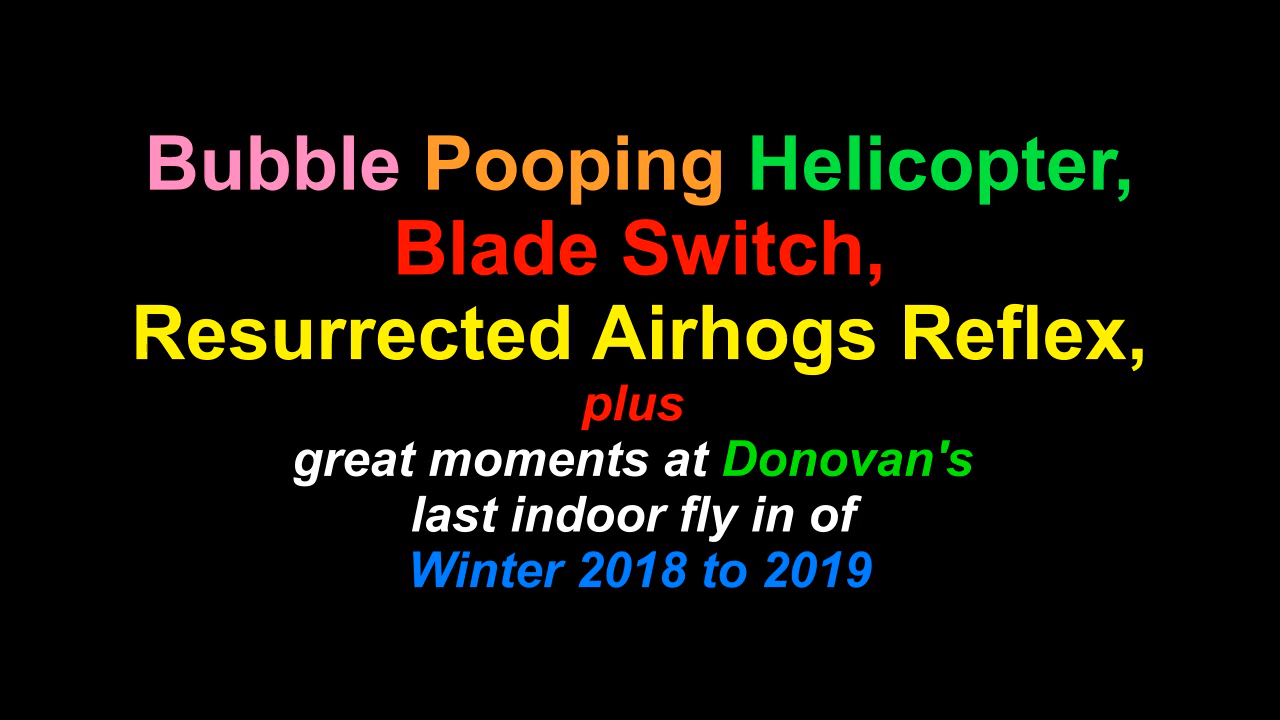 Bubble Pooping Helicopter,
Blade Switch,
Resurrected Airhogs Reflex,
plus
great moments at Donovan's
last indoor fly in of
Winter 2018 to 2019